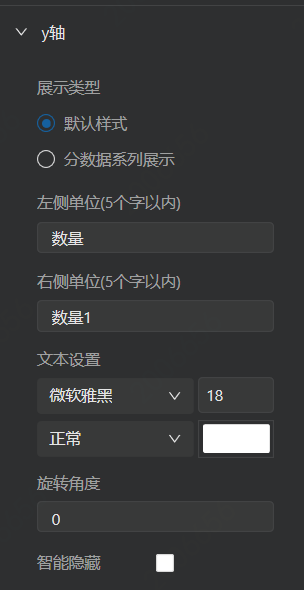 y轴
展示类型
默认样式
分数据系列展示
左侧单位(5个字以内)
数量
右侧单位(5个字以内)
数量1
文本设置
微软雅黑 18
正常
旋转角度
0
智能隐藏